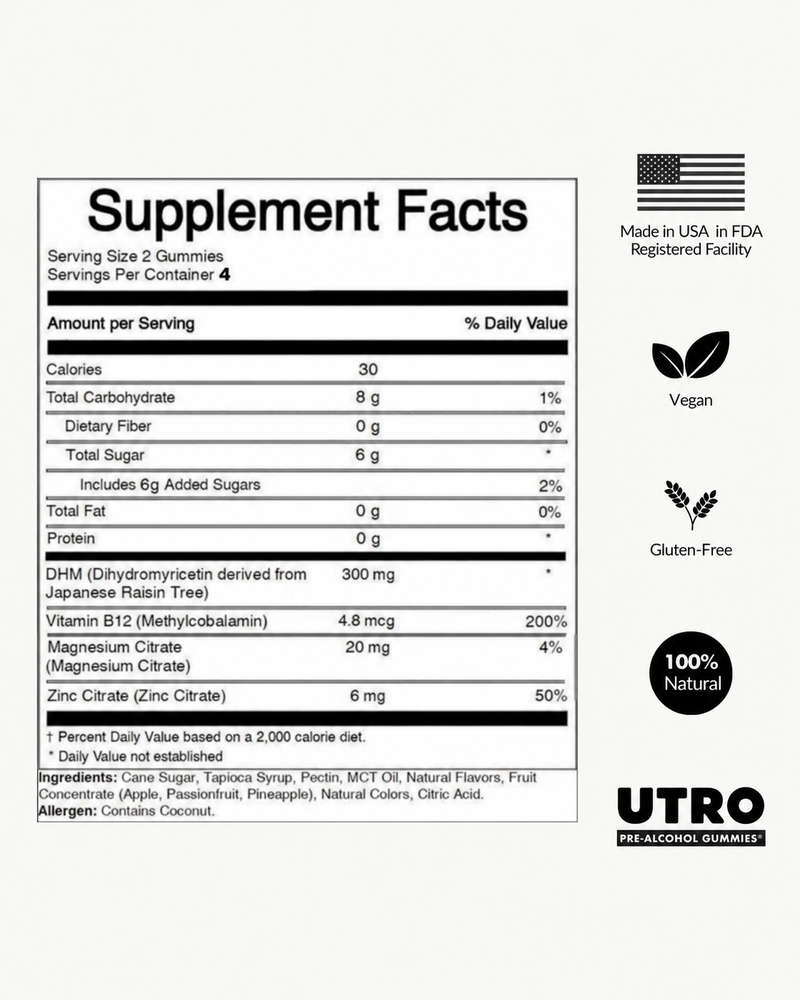 Supplement Facts
Serving Size 2 Gummies
Servings Per Container 4
Amount per Serving % Daily Value
Calories 30
Total Carbohydrate 8 g 1%
Dietary Fiber 0 g 0%
Total Sugar 6 g *
Includes 6g Added Sugars 2%
Total Fat 0 g 0%
Protein 0 g *
DHM (Dihydromyricetin derived from 300 mg *
Japanese Raisin Tree)
Vitamin B12 (Methylcobalamin) 4.8 mcg 200%
Magnesium Citrate 20 mg 4%
(Magnesium Citrate)
Zinc Citrate (Zinc Citrate) 6 mg 50%
† Percent Daily Value based on a 2,000 calorie diet.
* Daily Value not established
Ingredients: Cane Sugar, Tapioca Syrup, Pectin, MCT Oil, Natural Flavors, Fruit
Concentrate (Apple, Passionfruit, Pineapple), Natural Colors, Citric Acid.
Allergen: Contains Coconut.
Made in USA in FDA
Registered Facility
Vegan
Gluten-Free
100%
Natural
UTRO
PRE-ALCOHOL GUMMIES®